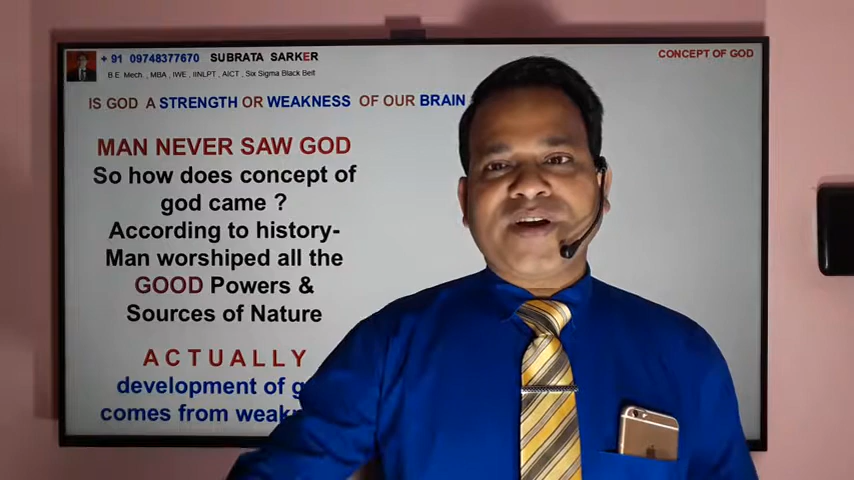 + 91 09748377670 SUBRATA SARKER
B.E. Mech., MBA, IWE, IINLPT, AICT, Six Sigma Black Belt
CONCEPT OF GOD
IS GOD A STRENGTH OR WEAKNESS OF OUR BRAIN
MAN NEVER SAW GOD
So how does concept of
god came ?
According to history-
Man worshiped all the
GOOD Powers &
Sources of Nature
ACTUALLY
development of
comes from